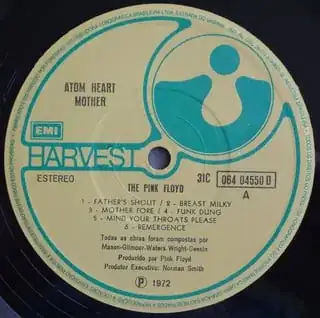 ATOM HEART
MOTHER
EMI
HARVEST
ESTEREO
THE PINK FLOYD
31C 064 04550 D
A
1 - FATHER'S SHOUT / 2 - BREAST MILKY
3 - MOTHER FORE / 4 - FUNK DUNG
5 - MIND YOUR THROATS PLEASE
6 - REMERGENCE
Todas as obras foram compostas por
Mason-Gilmour-Waters Wright-Geesin
Produzido por Pink Floyd
Produtor Executivo: Norman Smith
℗ 1972